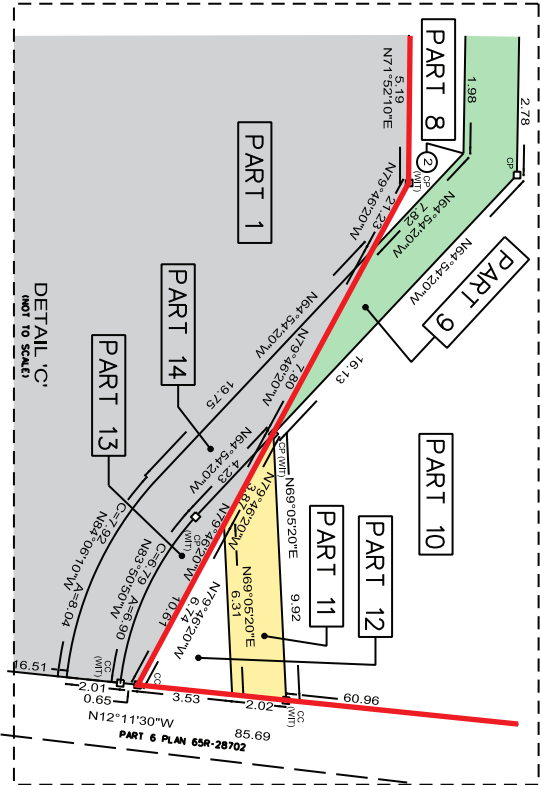 2.78
1.98
PART 8
5.19
N71°52'10"E
2
CP
(WIT)
CP
N79°46'20"W
21.23
7.82
N64°54'20"W
N64°54'20"W
PART 9
PART 1
16.13
PART 14
N64°54'20"W
N79°46'20"W
7.80
DETAIL 'C'
(NOT TO SCALE)
PART 13
19.75
N64°54'20"W
4.23
CP (WIT)
N69°05'20"E
9.92
PART 10
N79°46'20"W
3.87
PART 11
PART 12
N69°05'20"E
6.31
CP
(WIT)
N79°46'20"W
10.61
N79°46'20"W
6.74
C=7.92
N84°06'10"W
A=8.04
C=6.79
N83°50'50"W
A=6.90
16.51
CC
(WIT)
CC
2.01
0.65
3.53
2.02
CC
(WIT)
60.96
N12°11'30"W
85.69
PART 6 PLAN 65R-28702